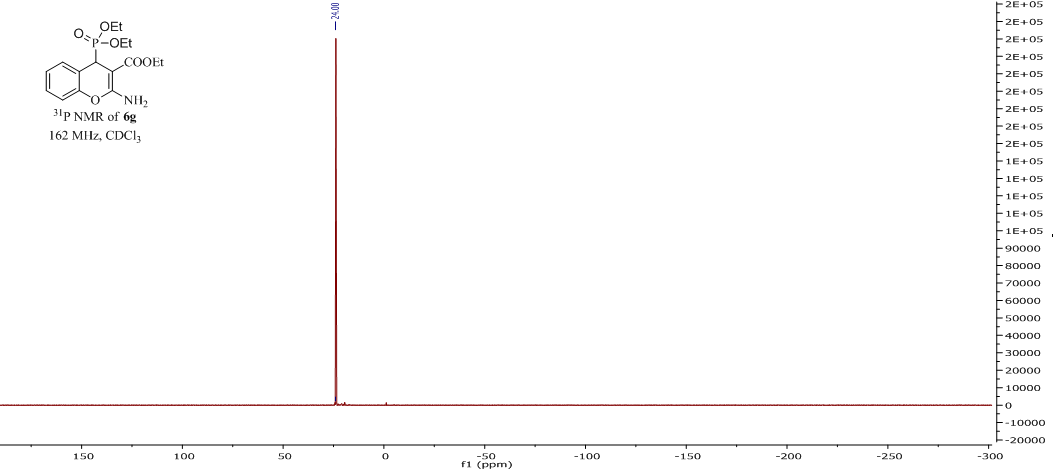 24.00
OEt
O
P
OEt
COOEt
O
NH2
31P NMR of 6g
162 MHz, CDCl3
2E+05
2E+05
2E+05
2E+05
2E+05
2E+05
2E+05
2E+05
2E+05
1E+05
1E+05
1E+05
1E+05
1E+05
90000
80000
70000
60000
50000
40000
30000
20000
10000
0
-10000
-20000
150 100 50 0 -50 -100 -150 -200 -250 -300
f1 (ppm)